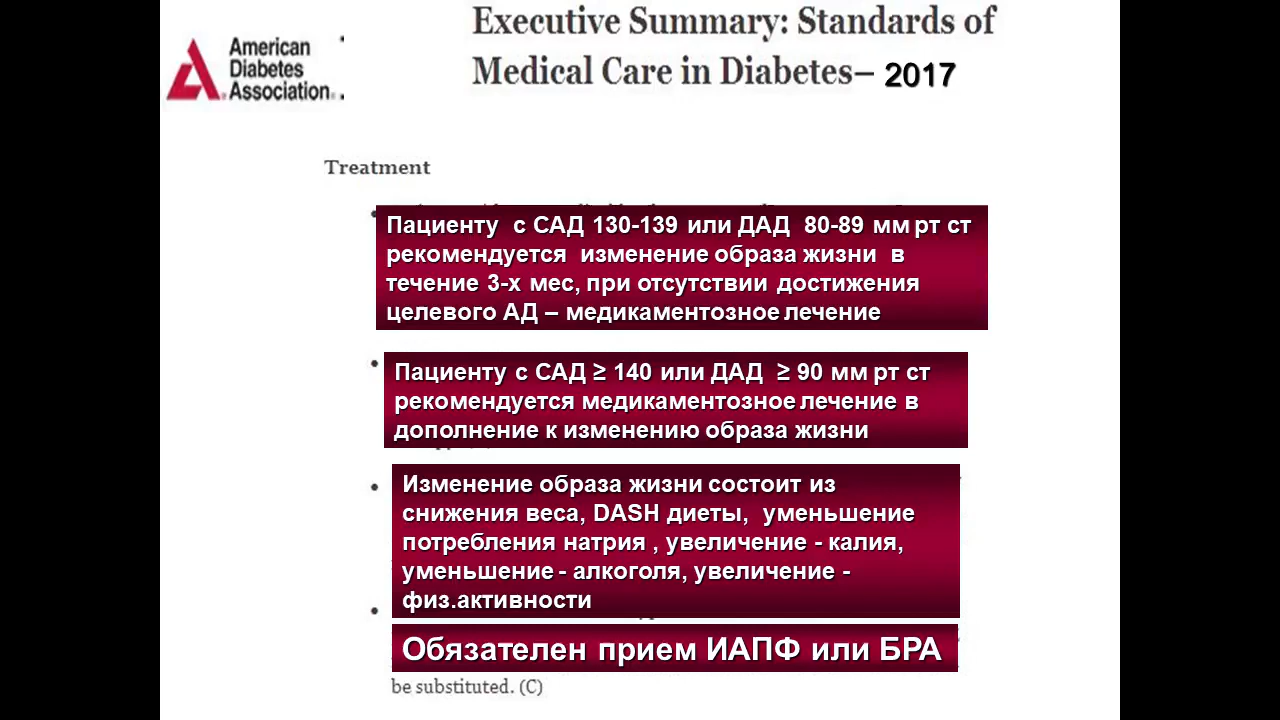 American
Diabetes
Association.
Executive Summary: Standards of
Medical Care in Diabetes– 2017
Treatment
Пациенту с САД 130-139 или ДАД 80-89 мм рт ст
рекомендуется изменение образа жизни в
течение 3-х мес, при отсутствии достижения
целевого АД – медикаментозное лечение
Пациенту с САД ≥ 140 или ДАД ≥ 90 мм рт ст
рекомендуется медикаментозное лечение в
дополнение к изменению образа жизни
Изменение образа жизни состоит из
снижения веса, DASH диеты, уменьшение
потребления натрия , увеличение - калия,
уменьшение - алкоголя, увеличение -
физ.активности
Обязателен прием ИАПФ или БРА
be substituted. (C)